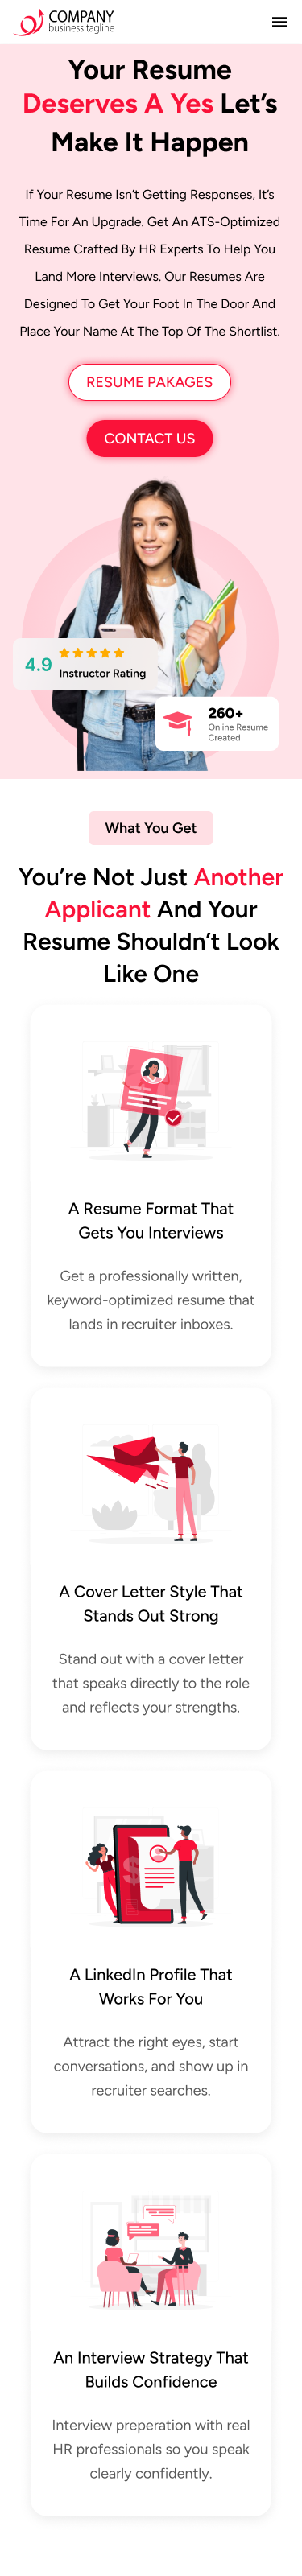 COMPANY
business tagline
Your Resume
Deserves A Yes Let’s
Make It Happen
If Your Resume Isn’t Getting Responses, It’s
Time For An Upgrade. Get An ATS-Optimized
Resume Crafted By HR Experts To Help You
Land More Interviews. Our Resumes Are
Designed To Get Your Foot In The Door And
Place Your Name At The Top Of The Shortlist.
RESUME PAKAGES
CONTACT US
4.9
Instructor Rating
260+
Online Resume
Created
What You Get
You’re Not Just Another
Applicant And Your
Resume Shouldn’t Look
Like One
A Resume Format That
Gets You Interviews
Get a professionally written,
keyword-optimized resume that
lands in recruiter inboxes.
A Cover Letter Style That
Stands Out Strong
Stand out with a cover letter
that speaks directly to the role
and reflects your strengths.
A LinkedIn Profile That
Works For You
Attract the right eyes, start
conversations, and show up in
recruiter searches.
An Interview Strategy That
Builds Confidence
Interview preperation with real
HR professionals so you speak
clearly confidently.